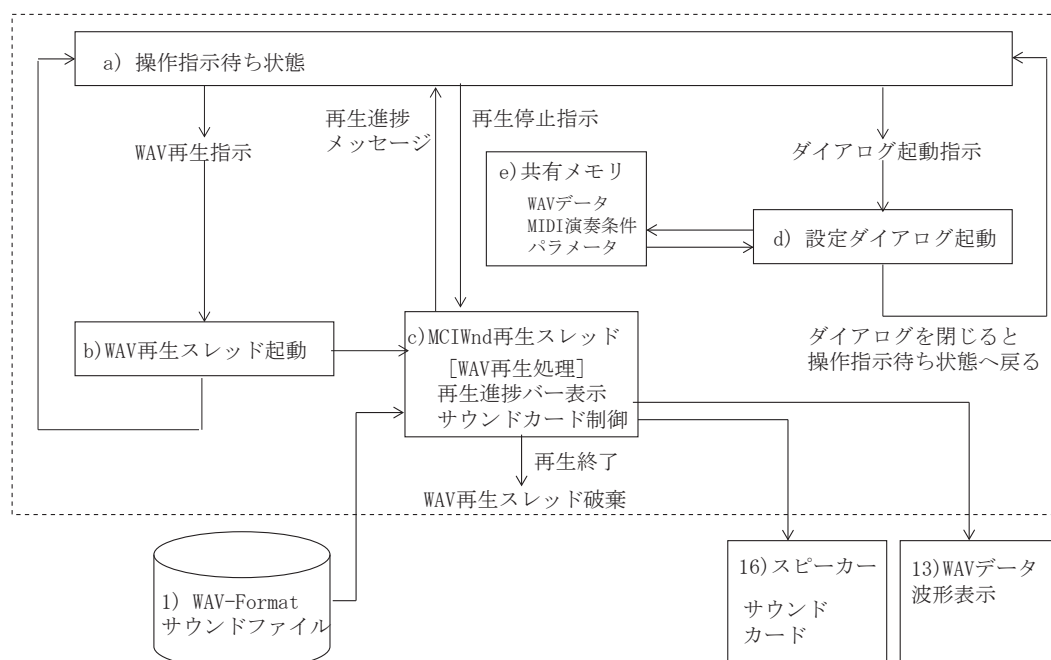 a) 操作指示待ち状態
再生進捗
メッセージ
再生停止指示
WAV再生指示
ダイアログ起動指示
e)共有メモリ
WAVデータ
MIDI演奏条件
パラメータ
d) 設定ダイアログ起動
b)WAV再生スレッド起動
c)MCIWnd再生スレッド
[WAV再生処理]
再生進捗バー表示
サウンドカード制御
ダイアログを閉じると
操作指示待ち状態へ戻る
再生終了
WAV再生スレッド破棄
1) WAV-Format
サウンドファイル
16)スピーカー
サウンド
カード
13)WAVデータ
波形表示